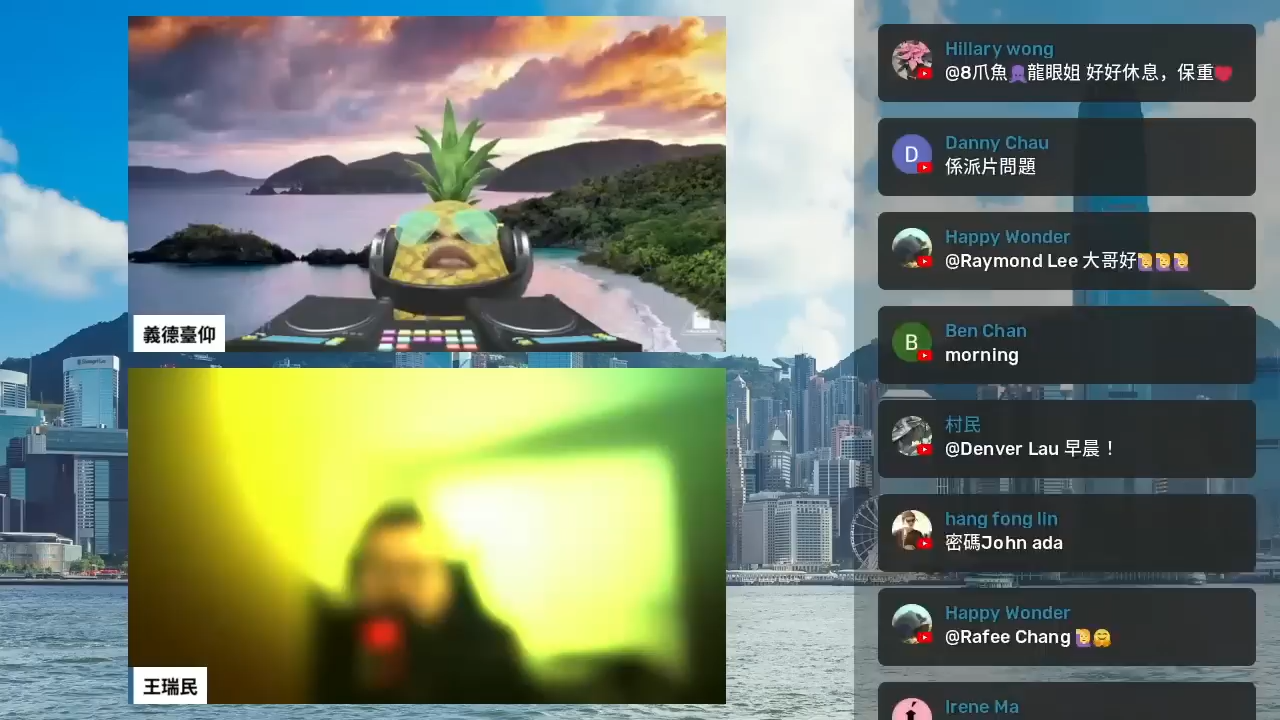 義德臺仰
王瑞民
Hillary wong
@8爪魚龍眼姐 好好休息，保重
Danny Chau
D
係派片問題
Happy Wonder
@Raymond Lee 大哥好
Ben Chan
B
morning
村民
@Denver Lau 早晨！
hang fong lin
密碼John ada
Happy Wonder
@Rafee Chang
Irene Ma